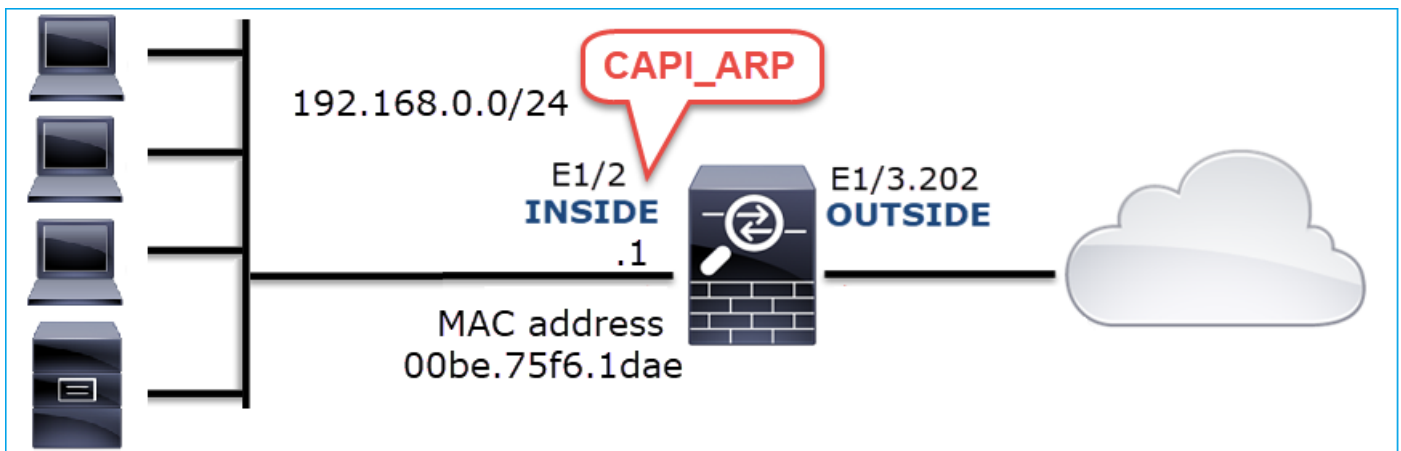 CAPI_ARP
192.168.0.0/24
E1/2
INSIDE
.1
E1/3.202
OUTSIDE
MAC address
00be.75f6.1dae